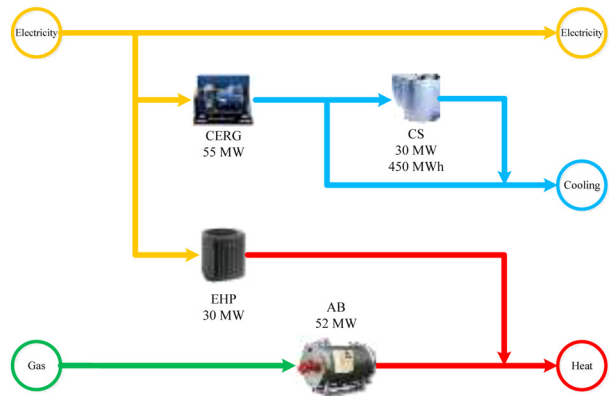 Electricity
Electricity
CERG
55 MW
CS
30 MW
450 MWh
Cooling
EHP
30 MW
AB
52 MW
Gas
Heat